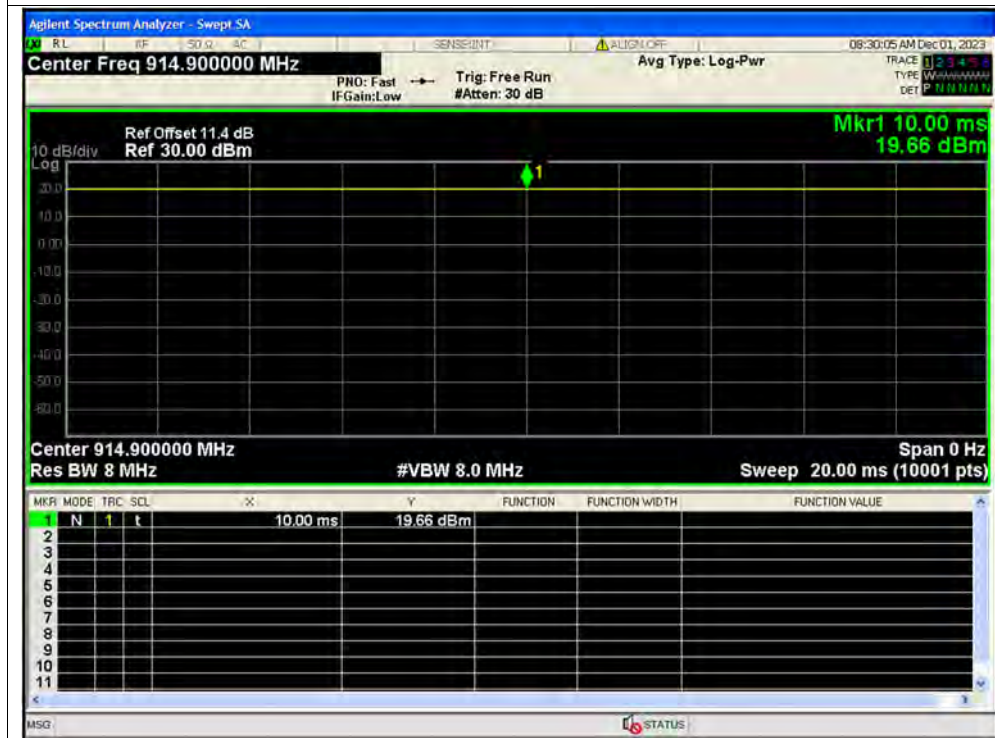 Agilent Spectrum Analyzer - Swept SA
RL RF 50 Ω AC SENSE:INT ALIGN OFF 08:30:05 AM Dec 01, 2023
Center Freq 914.900000 MHz Avg Type: Log-Pwr TRACE 1 2 3 4 5 6
PNO: Fast Trig: Free Run TYPE W
IFGain:Low #Atten: 30 dB DET P N N N N N
Mkr1 10.00 ms
Ref Offset 11.4 dB
10 dB/div Ref 30.00 dBm 19.66 dBm
Log
1
20.0
10.0
0.00
-10.0
-20.0
-30.0
-40.0
-50.0
-60.0
Center 914.900000 MHz Span 0 Hz
Res BW 8 MHz #VBW 8.0 MHz Sweep 20.00 ms (10001 pts)
MKR MODE TRC SCL X Y FUNCTION FUNCTION WIDTH FUNCTION VALUE
1 N 1 t 10.00 ms 19.66 dBm
2
3
4
5
6
7
8
9
10
11
MSG STATUS